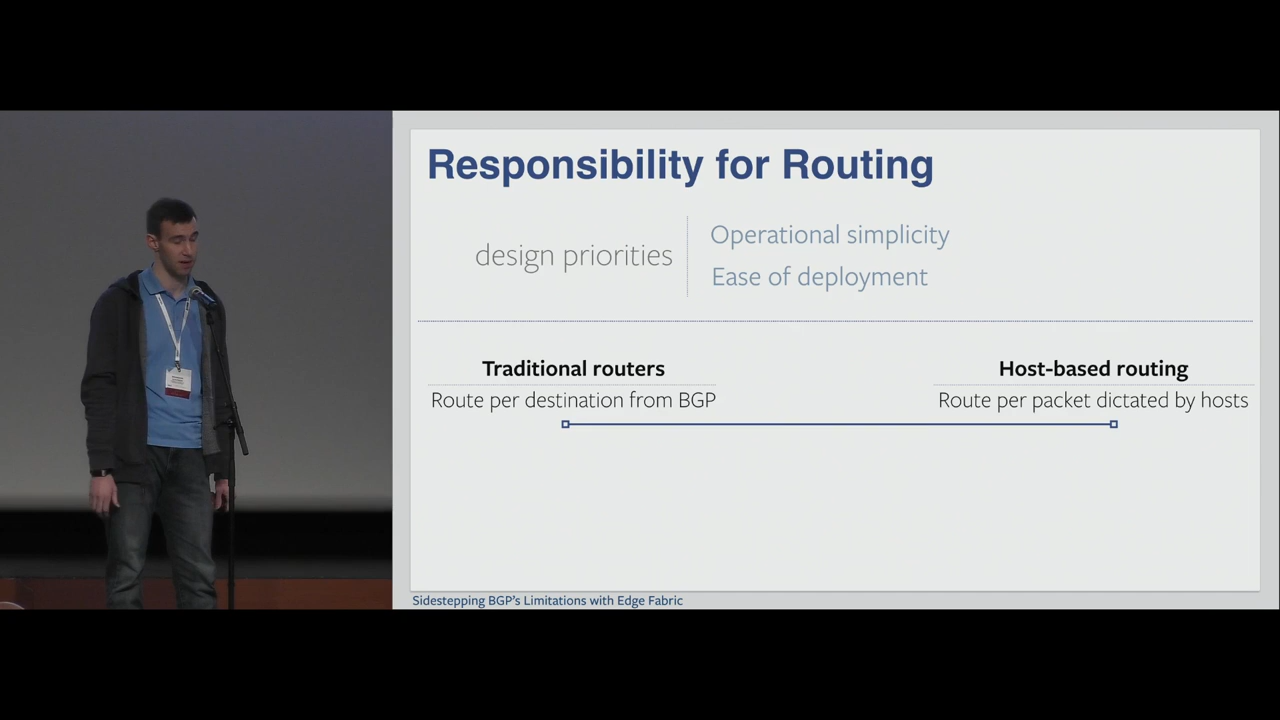 Responsibility for Routing
design priorities
Operational simplicity
Ease of deployment
Traditional routers
Route per destination from BGP
Host-based routing
Route per packet dictated by hosts
Sidestepping BGP's Limitations with Edge Fabric